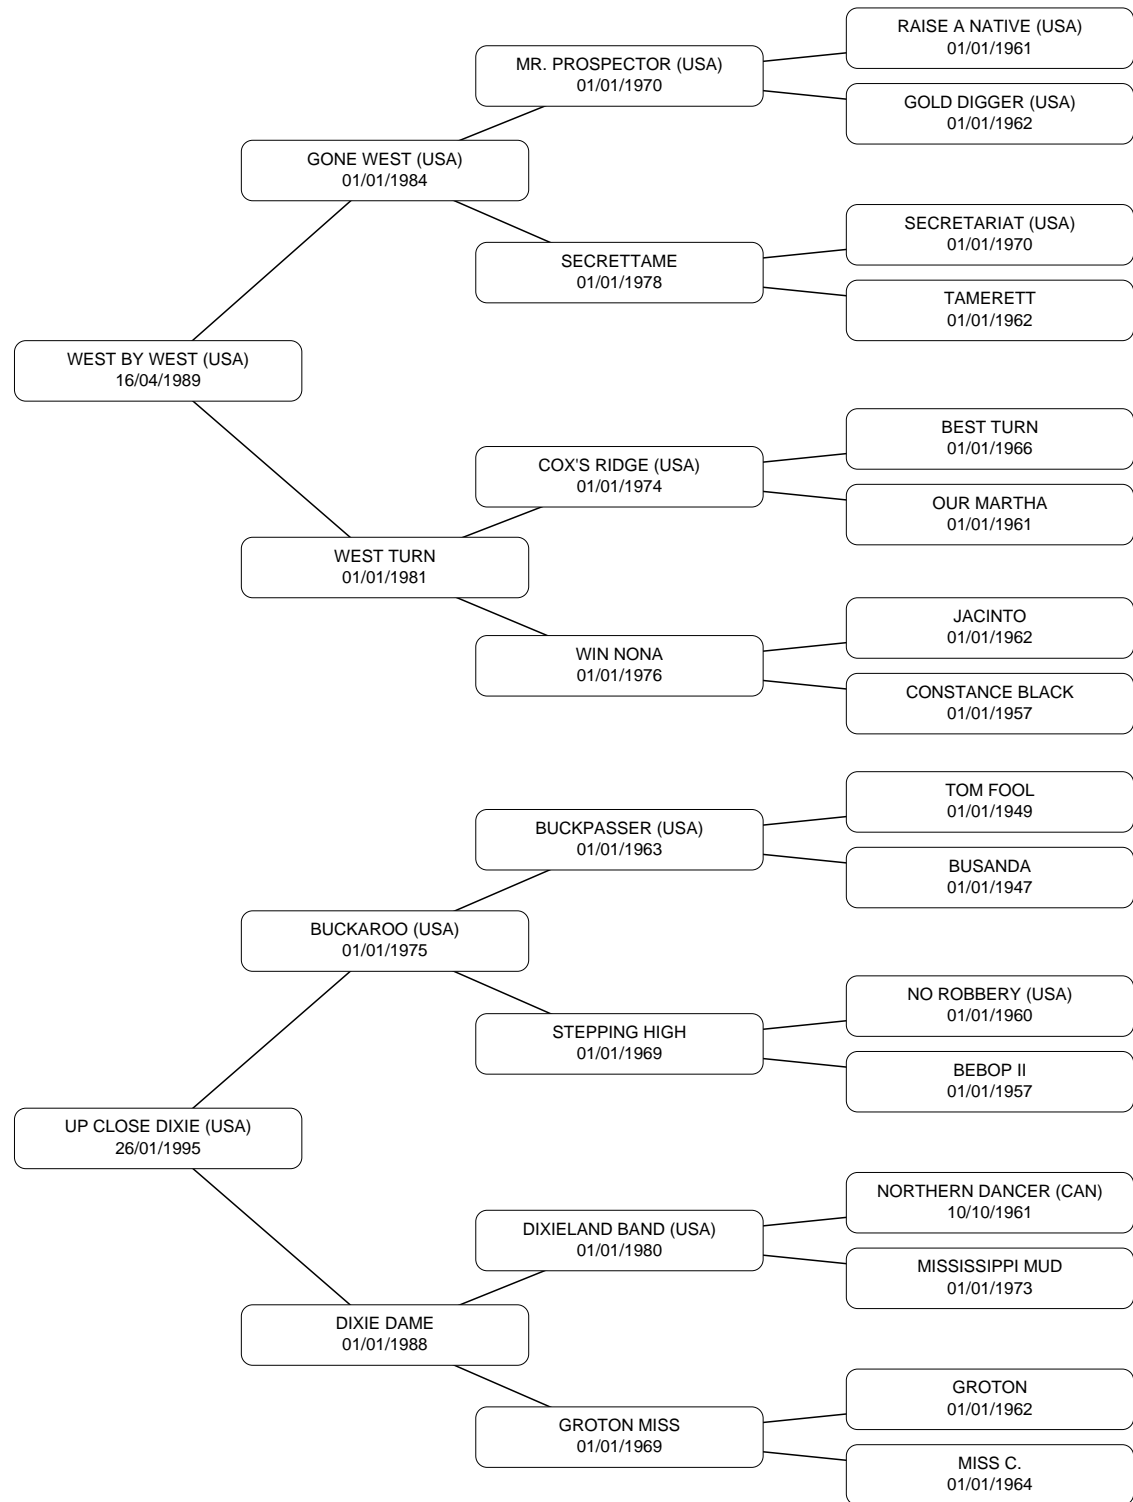 RAISE A NATIVE (USA)
01/01/1961
MR. PROSPECTOR (USA)
01/01/1970
GOLD DIGGER (USA)
01/01/1962
GONE WEST (USA)
01/01/1984
SECRETARIAT (USA)
01/01/1970
SECRETTAME
01/01/1978
TAMERETT
01/01/1962
WEST BY WEST (USA)
16/04/1989
BEST TURN
01/01/1966
COX'S RIDGE (USA)
01/01/1974
OUR MARTHA
01/01/1961
WEST TURN
01/01/1981
JACINTO
01/01/1962
WIN NONA
01/01/1976
CONSTANCE BLACK
01/01/1957
TOM FOOL
01/01/1949
BUCKPASSER (USA)
01/01/1963
BUSANDA
01/01/1947
BUCKAROO (USA)
01/01/1975
NO ROBBERY (USA)
01/01/1960
STEPPING HIGH
01/01/1969
BEBOP II
01/01/1957
UP CLOSE DIXIE (USA)
26/01/1995
NORTHERN DANCER (CAN)
10/10/1961
DIXIELAND BAND (USA)
01/01/1980
MISSISSIPPI MUD
01/01/1973
DIXIE DAME
01/01/1988
GROTON
01/01/1962
GROTON MISS
01/01/1969
MISS C.
01/01/1964